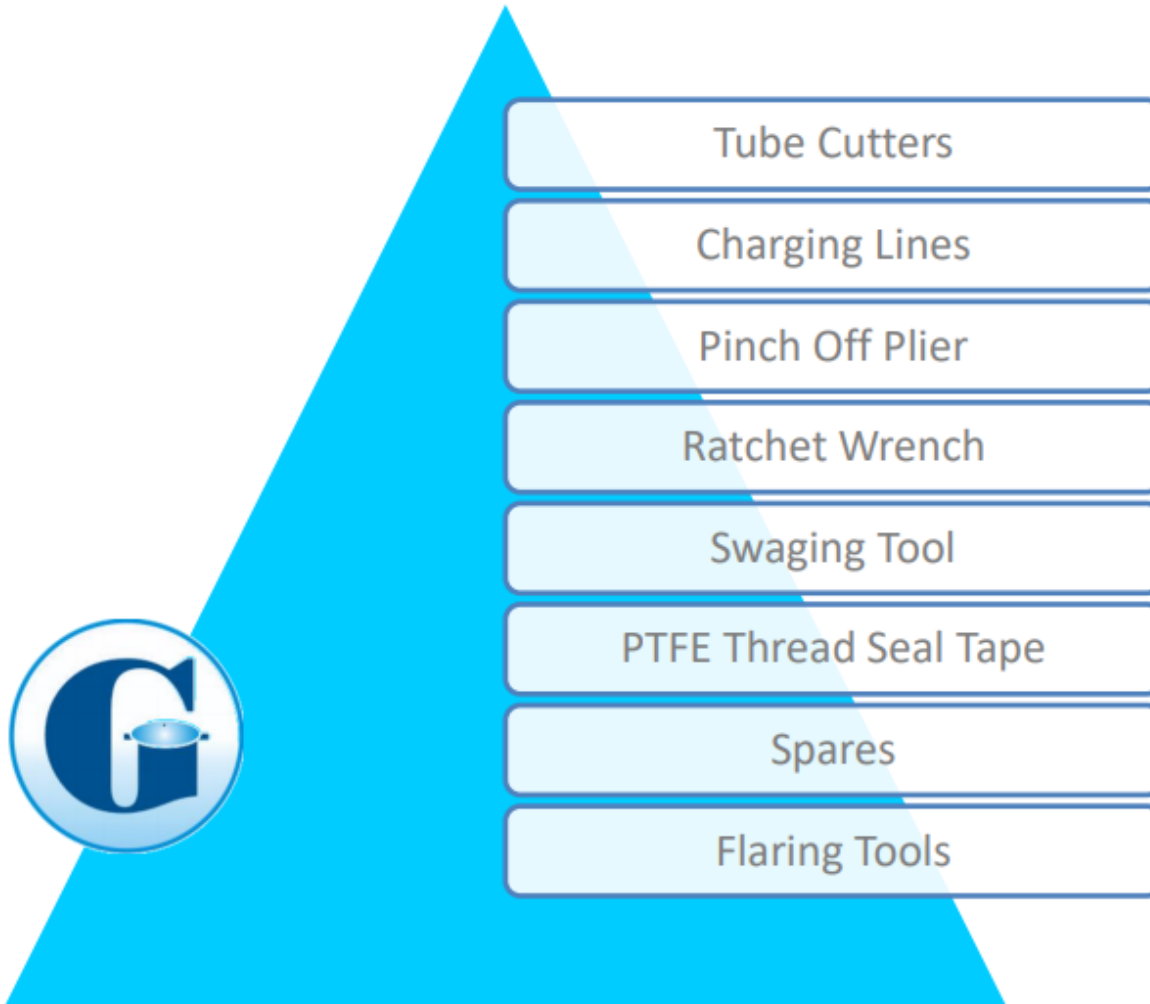 Tube Cutters
Charging Lines
Pinch Off Plier
Ratchet Wrench
Swaging Tool
PTFE Thread Seal Tape
Spares
Flaring Tools
G